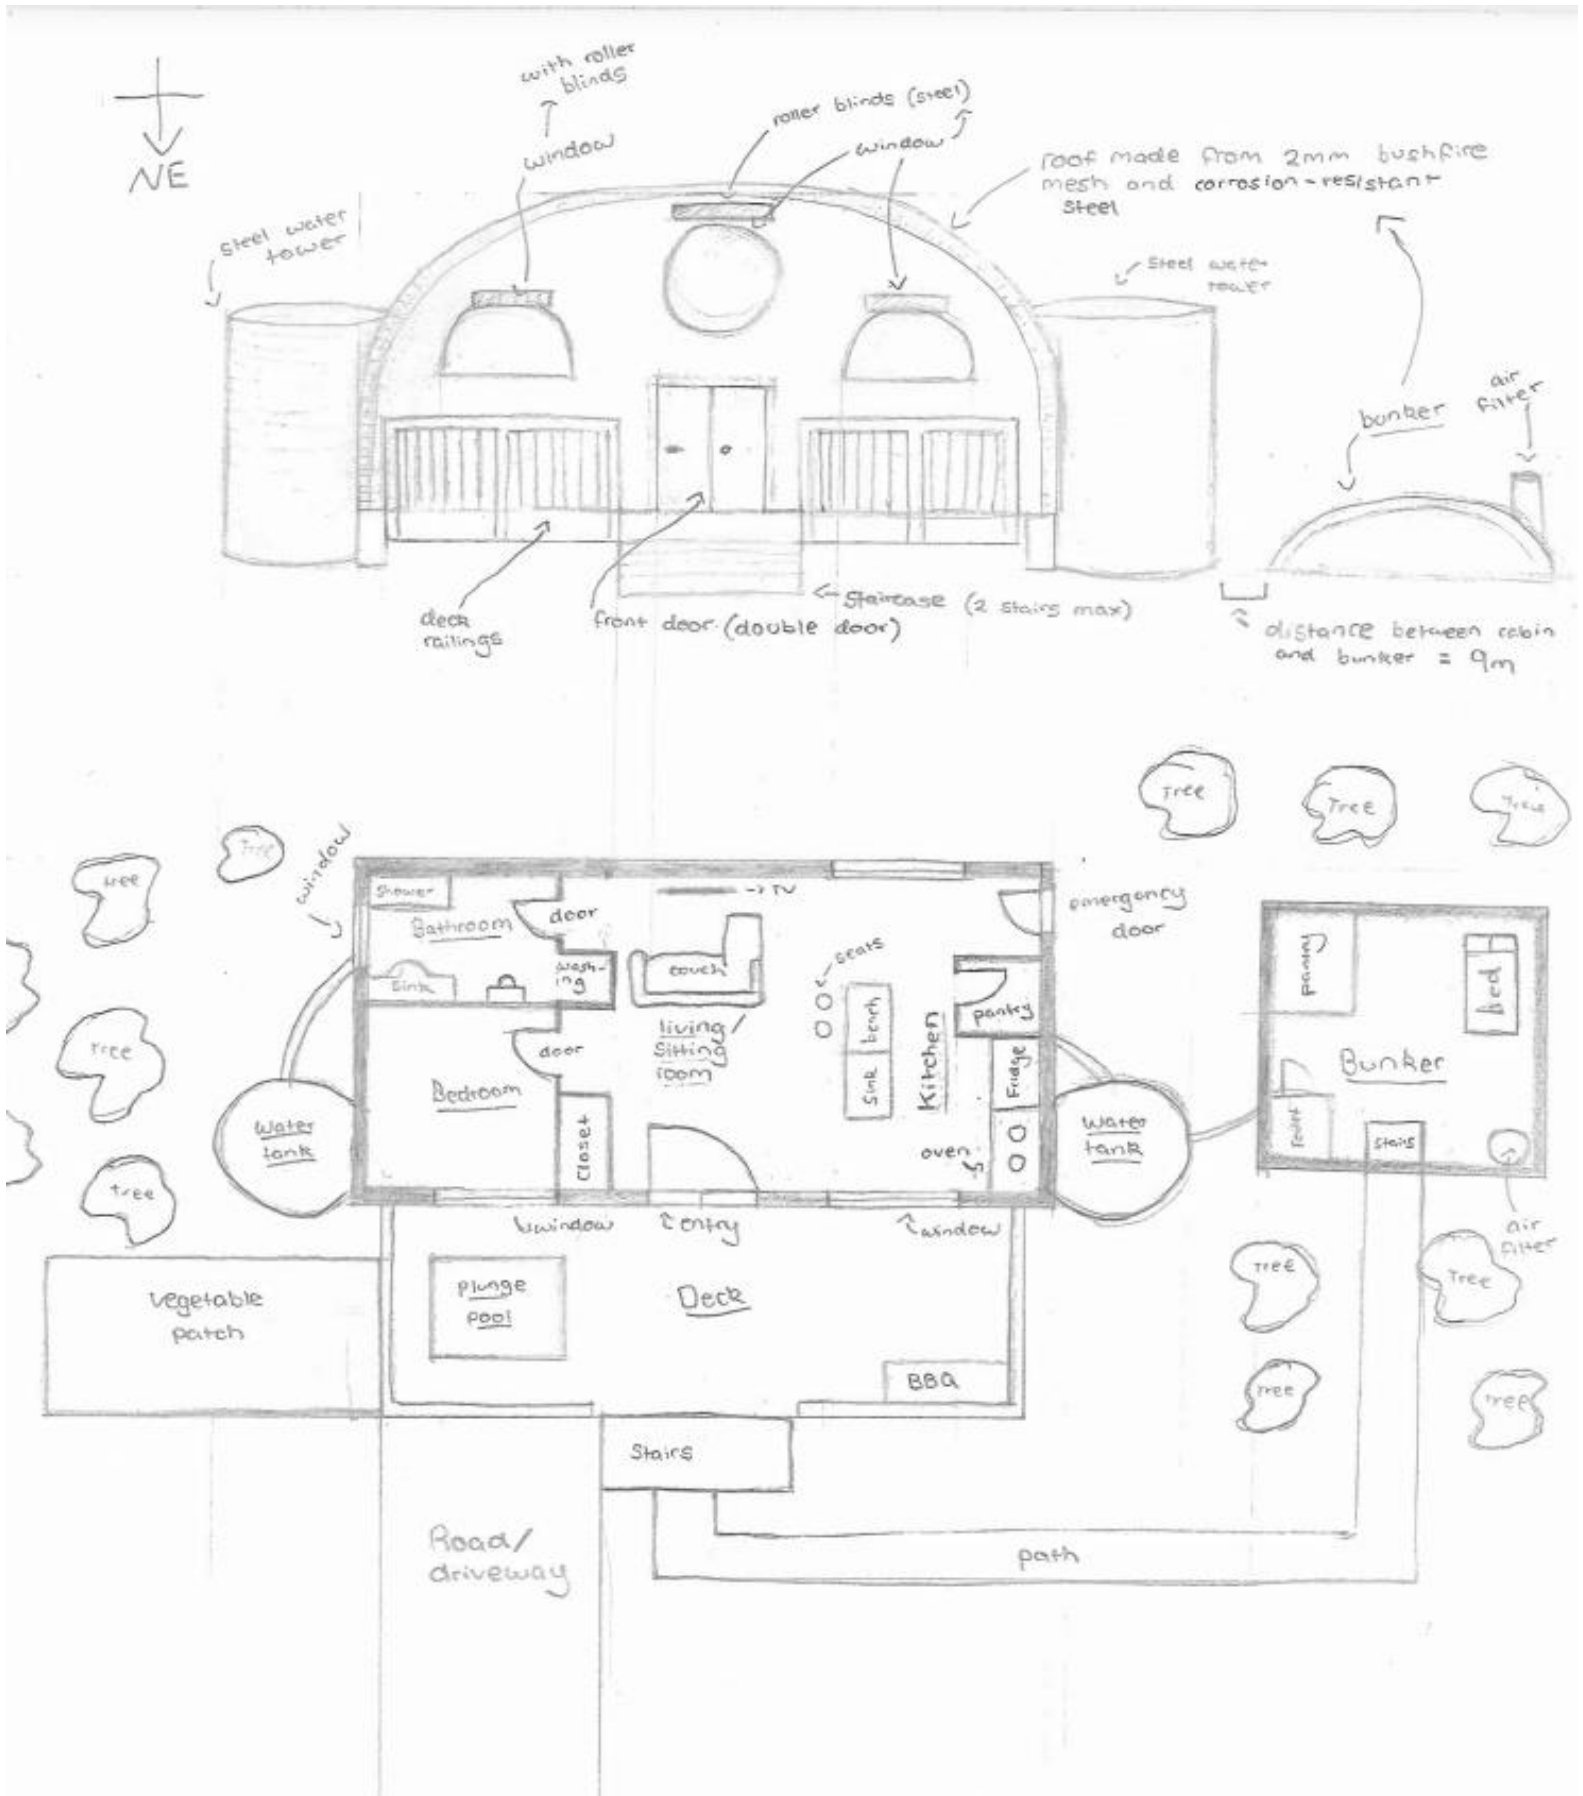 NE
with roller
blinds
window
roller blinds (steel)
window
roof made from 2mm bushfire
mesh and corrosion-resistant
steel
steel water
tower
steel water
tower
bunker
air
filter
deck
railings
front door (double door)
staircase (2 stairs max)
distance between cabin
and bunker = 9m
Tree
Tree
Tree
Tree
tree
window
Shower
Bathroom
door
→ TV
emergency
door
seats
Sink
wash-
ing
couch
pantry
pantry
Bed
bench
Tree
living/
Sitting
room
door
Bedroom
Kitchen
Fridge
Sink
Bunker
Closet
water
tank
oven
water
tank
toilet
stairs
tree
window
entry
window
air
filter
vegetable
patch
plunge
pool
Deck
Tree
Tree
BBQ
Tree
Tree
Stairs
Road/
driveway
path